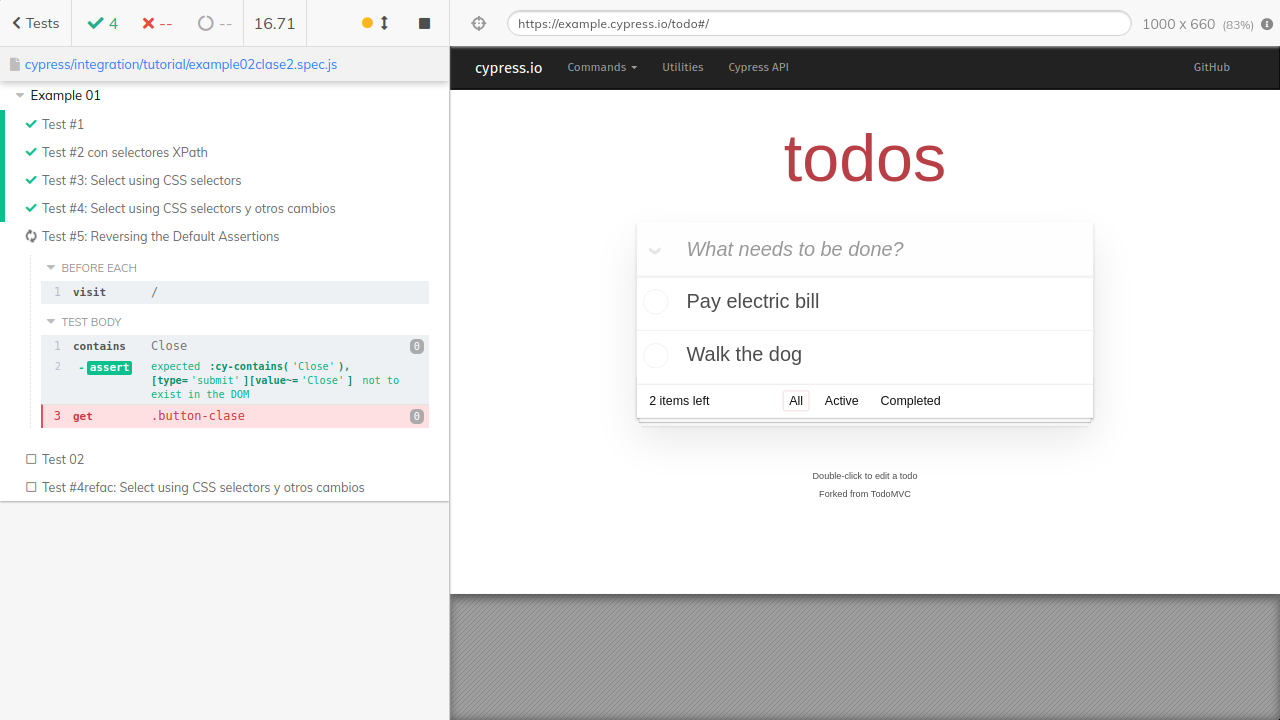 Tests
4
--
--
16.71
https://example.cypress.io/todo#/
1000 x 660 (83%)
cypress/integration/tutorial/example02clase2.spec.js
cypress.io
Commands
Utilities
Cypress API
GitHub
Example 01
Test #1
Test #2 con selectores XPath
Test #3: Select using CSS selectors
Test #4: Select using CSS selectors y otros cambios
Test #5: Reversing the Default Assertions
BEFORE EACH
1 visit /
TEST BODY
1 contains Close 0
2 - assert expected :cy-contains('Close'),
[type='submit'][value~='Close'] not to
exist in the DOM
3 get .button-clase 0
Test 02
Test #4refac: Select using CSS selectors y otros cambios
todos
What needs to be done?
Pay electric bill
Walk the dog
2 items left
All
Active
Completed
Double-click to edit a todo
Forked from TodoMVC